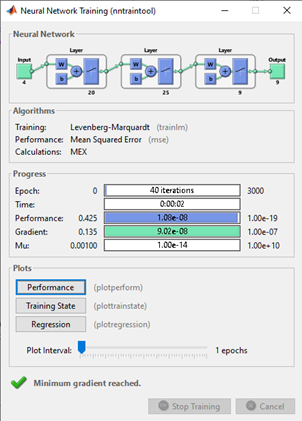 Neural Network Training (nntraintool)
Neural Network
Layer Layer Layer
Input Output
W W W
b b b
4 9
20 25 9
Algorithms
Training: Levenberg-Marquardt (trainlm)
Performance: Mean Squared Error (mse)
Calculations: MEX
Progress
Epoch: 0 40 iterations 3000
Time: 0:00:02
Performance: 0.425 1.08e-08 1.00e-19
Gradient: 0.135 9.02e-08 1.00e-07
Mu: 0.00100 1.00e-14 1.00e+10
Plots
Performance (plotperform)
Training State (plottrainstate)
Regression (plotregression)
Plot Interval: 1 epochs
Minimum gradient reached.
Stop Training Cancel